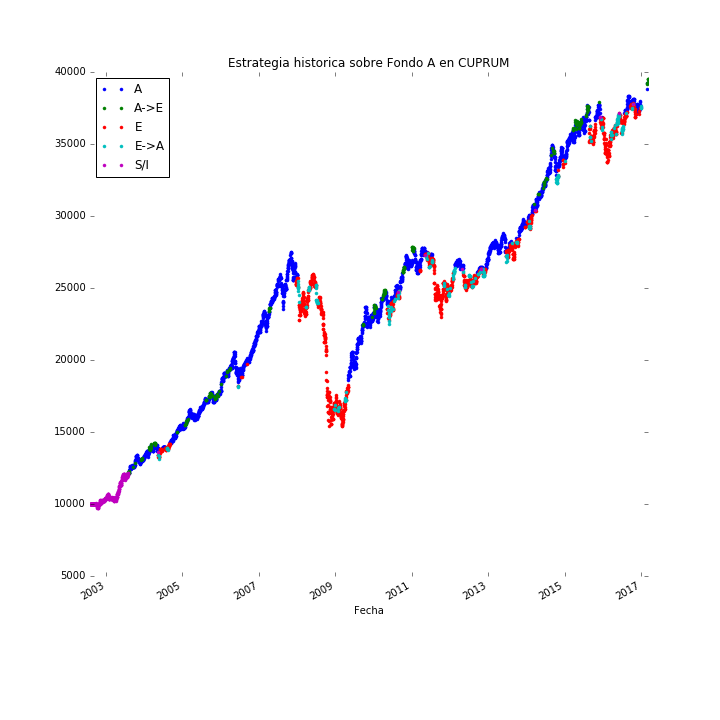 Estrategia historica sobre Fondo A en CUPRUM
40000
35000
30000
25000
20000
15000
10000
5000
A
A->E
E
E->A
S/I
2003
2005
2007
2009
2011
2013
2015
2017
Fecha